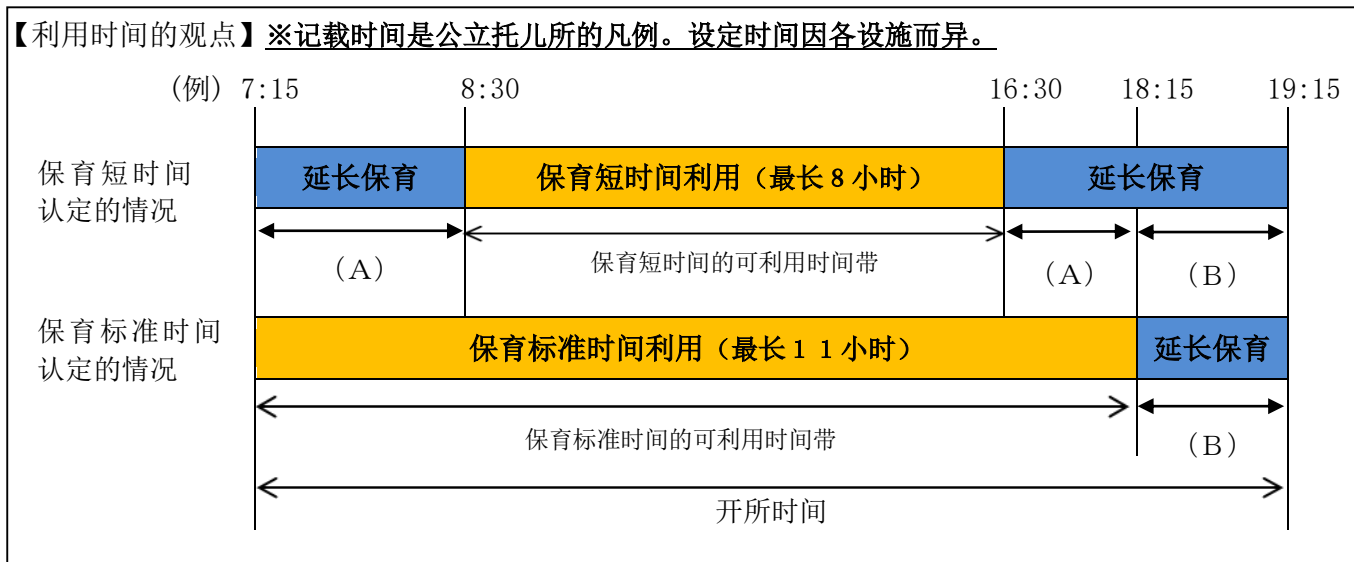 【利用时间的观点】※记载时间是公立托儿所的凡例。设定时间因各设施而异。
(例) 7:15 8:30 16:30 18:15 19:15
保育短时间
认定的情况
延长保育 保育短时间利用（最长８小时） 延长保育
（A） 保育短时间的可利用时间带 （A） （B）
保育标准时间
认定的情况
保育标准时间利用（最长１１小时） 延长保育
保育标准时间的可利用时间带 （B）
开所时间